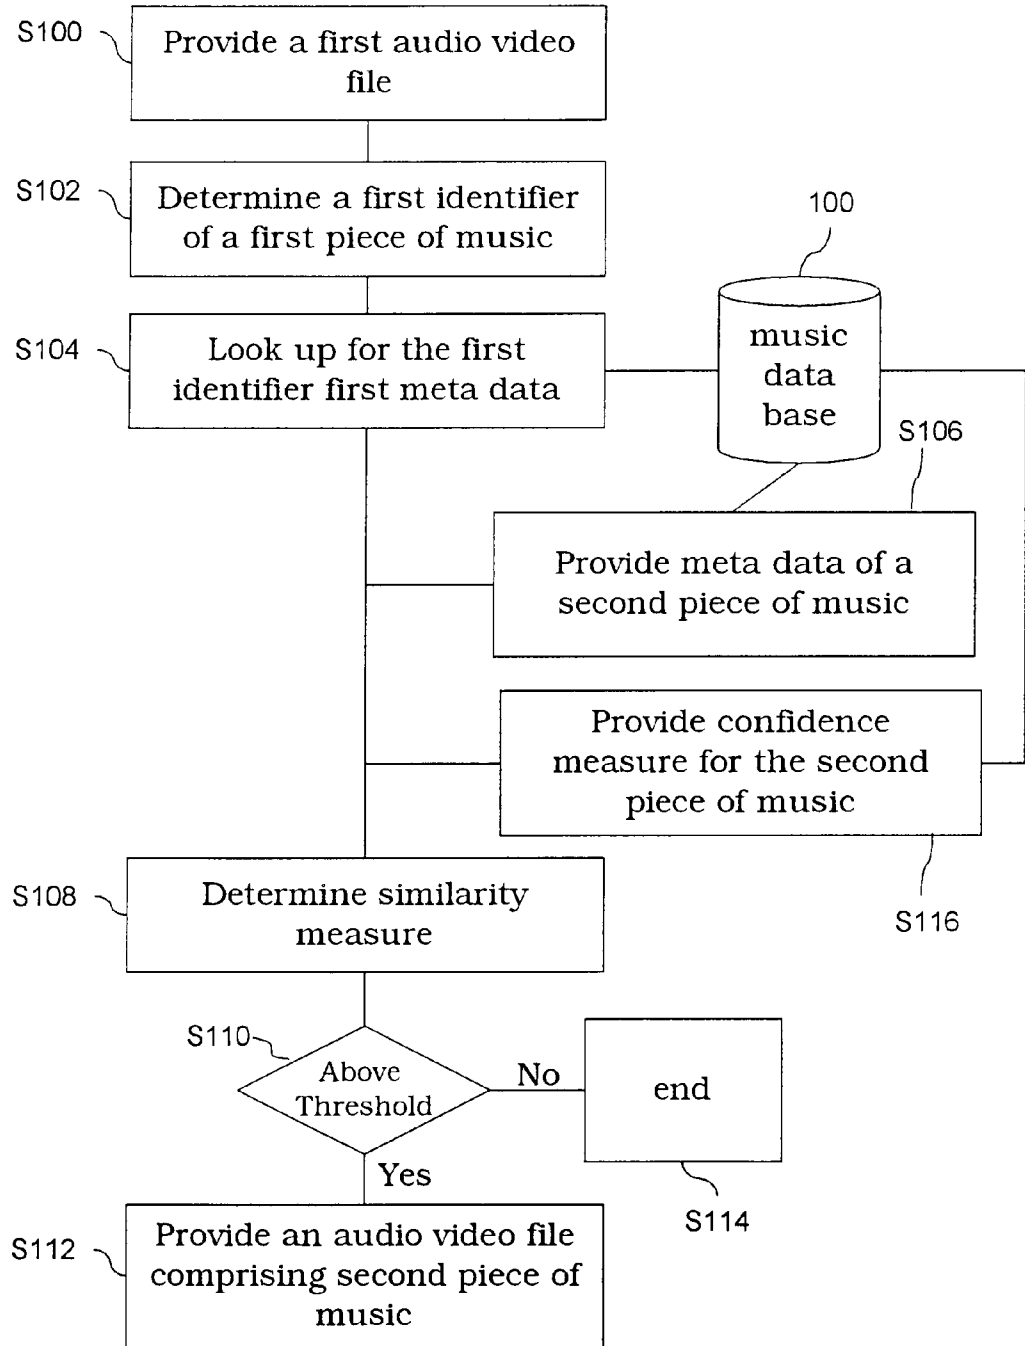 S100
Provide a first audio video
file
S102
Determine a first identifier
of a first piece of music
100
S104
Look up for the first
identifier first meta data
music
data
base
S106
Provide meta data of a
second piece of music
Provide confidence
measure for the second
piece of music
S116
S108
Determine similarity
measure
S110
Above
Threshold
No
end
S114
Yes
S112
Provide an audio video file
comprising second piece of
music